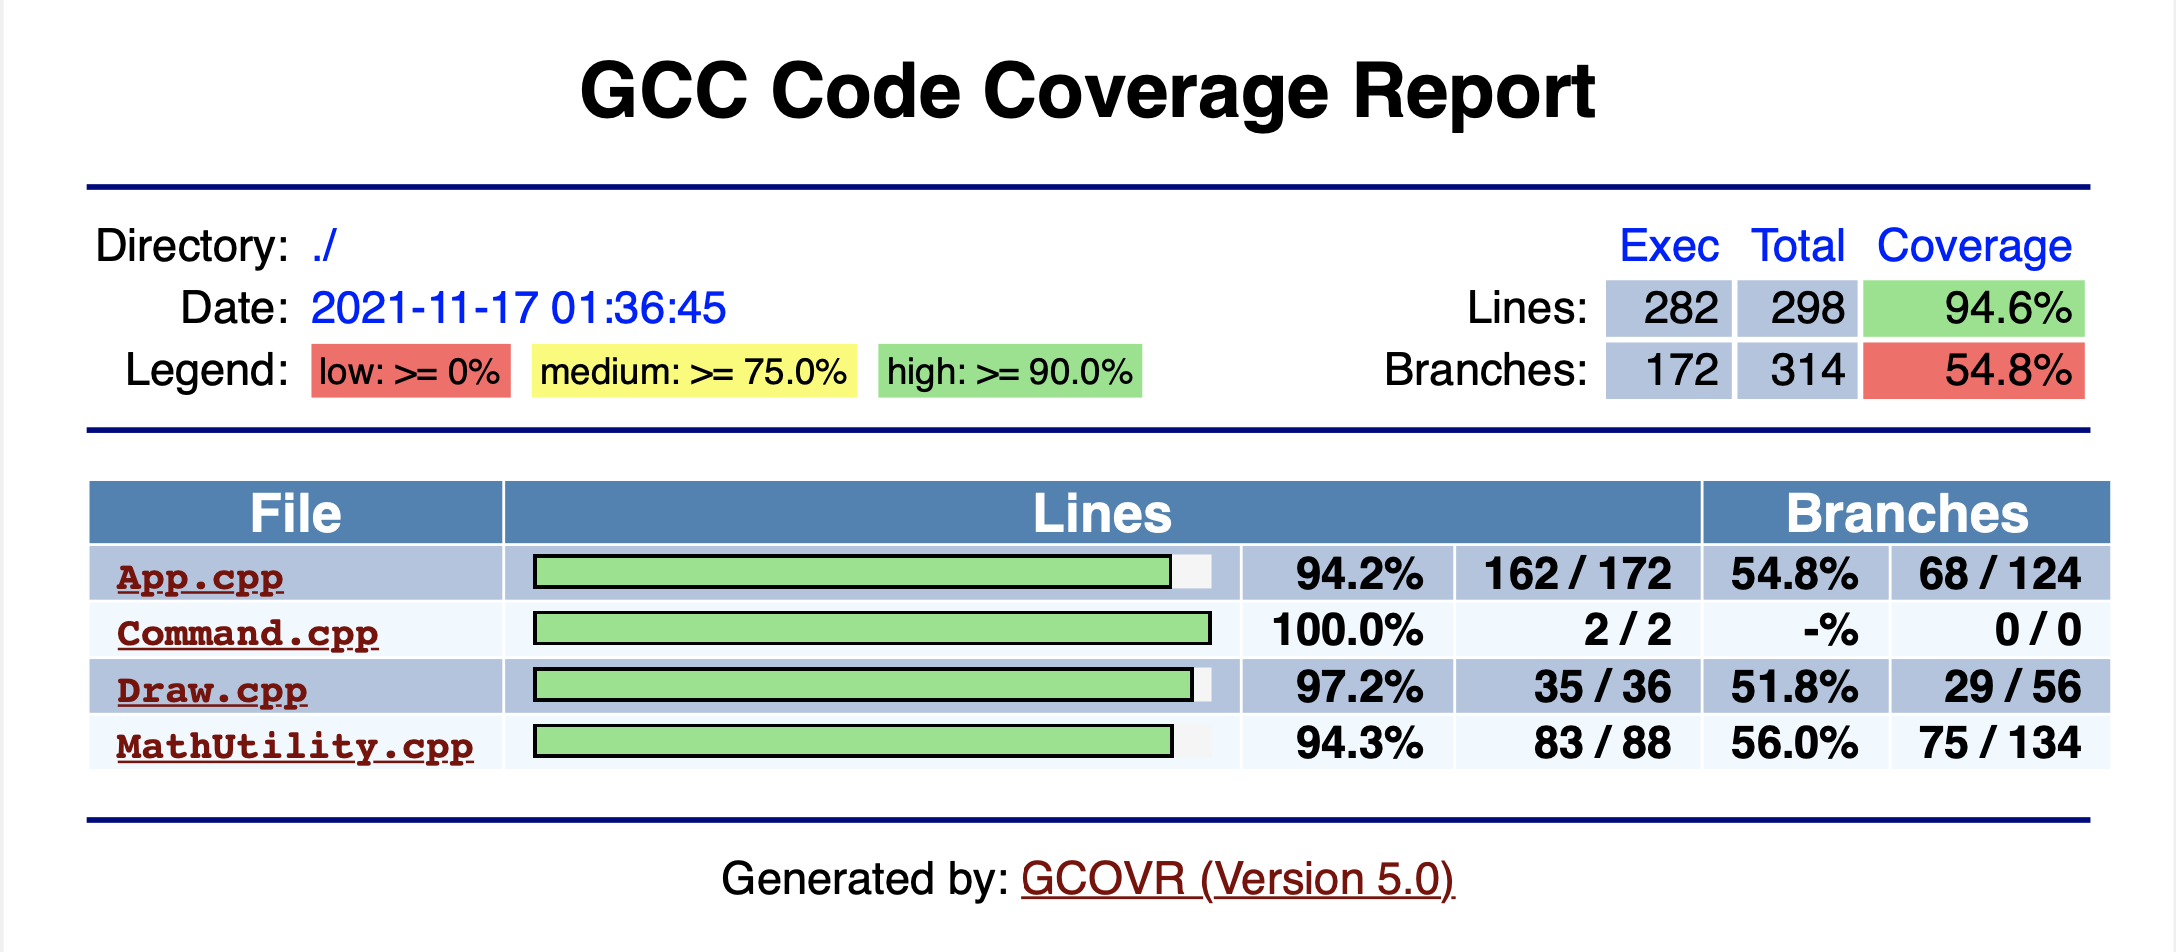 GCC Code Coverage Report
Directory: ./
Date: 2021-11-17 01:36:45
Legend: low: >= 0% medium: >= 75.0% high: >= 90.0%
Exec Total Coverage
Lines: 282 298 94.6%
Branches: 172 314 54.8%
File Lines Branches
App.cpp 94.2% 162 / 172 54.8% 68 / 124
Command.cpp 100.0% 2 / 2 -% 0 / 0
Draw.cpp 97.2% 35 / 36 51.8% 29 / 56
MathUtility.cpp 94.3% 83 / 88 56.0% 75 / 134
Generated by: GCOVR (Version 5.0)